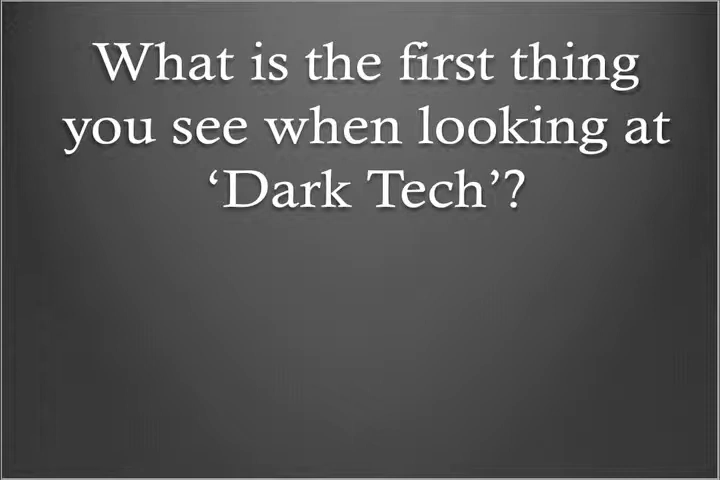 What is the first thing
you see when looking at
‘Dark Tech’?